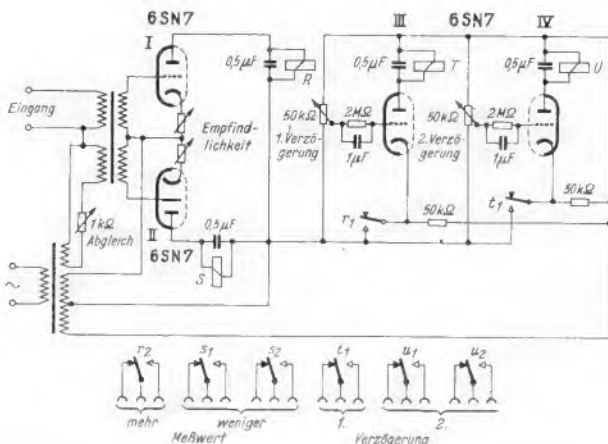 6SN7 III 6SN7 IV
I
0,5µF R
0,5µF T
0,5µF U
Eingang
Empfind-
lichkeit
50kΩ
1. Verzö-
gerung
2MΩ
1µF
50kΩ
2. Verzö-
gerung
2MΩ
1µF
1kΩ
Abgleich
II
6SN7
0,5µF
S
r₁
50kΩ
t₁
50kΩ
~
r₂ s₁ s₂ t₁ u₁ u₂
mehr weniger 1. 2.
Meßwert Verzögerung